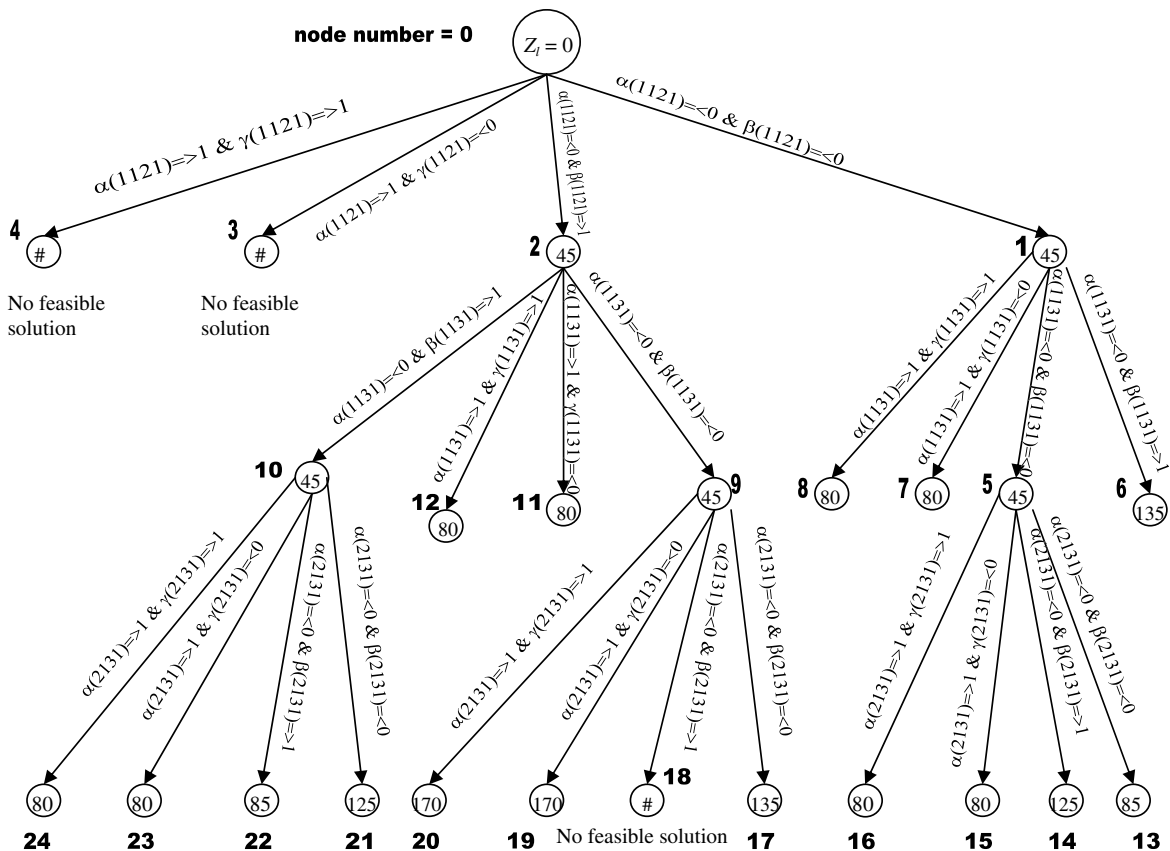 node number = 0
Zl = 0
α(1121)=>1 & γ(1121)=>1
α(1121)=>1 & γ(1121)=<0
α(1121)=<0 & β(1121)=>1
α(1121)=<0 & β(1121)=<0
4
#
3
#
2
45
1
45
No feasible
solution
No feasible
solution
α(1131)=<0 & β(1131)=>1
α(1131)=>1 & γ(1131)=>1
α(1131)=>1 & γ(1131)=<0
α(1131)=<0 & β(1131)=<0
α(1131)=>1 & γ(1131)=>1
α(1131)=>1 & γ(1131)=<0
α(1131)=<0 & β(1131)=<0
α(1131)=<0 & β(1131)=>1
10
45
12
80
11
80
9
45
8
80
7
80
5
45
6
135
α(2131)=>1 & γ(2131)=>1
α(2131)=>1 & γ(2131)=<0
α(2131)=<0 & β(2131)=>1
α(2131)=<0 & β(2131)=<0
α(2131)=>1 & γ(2131)=>1
α(2131)=>1 & γ(2131)=<0
α(2131)=<0 & β(2131)=>1
α(2131)=<0 & β(2131)=<0
α(2131)=>1 & γ(2131)=>1
α(2131)=>1 & γ(2131)=<0
α(2131)=<0 & β(2131)=>1
α(2131)=<0 & β(2131)=<0
80
80
85
125
170
170
18
#
135
80
80
125
85
24
23
22
21
20
19
No feasible solution
17
16
15
14
13